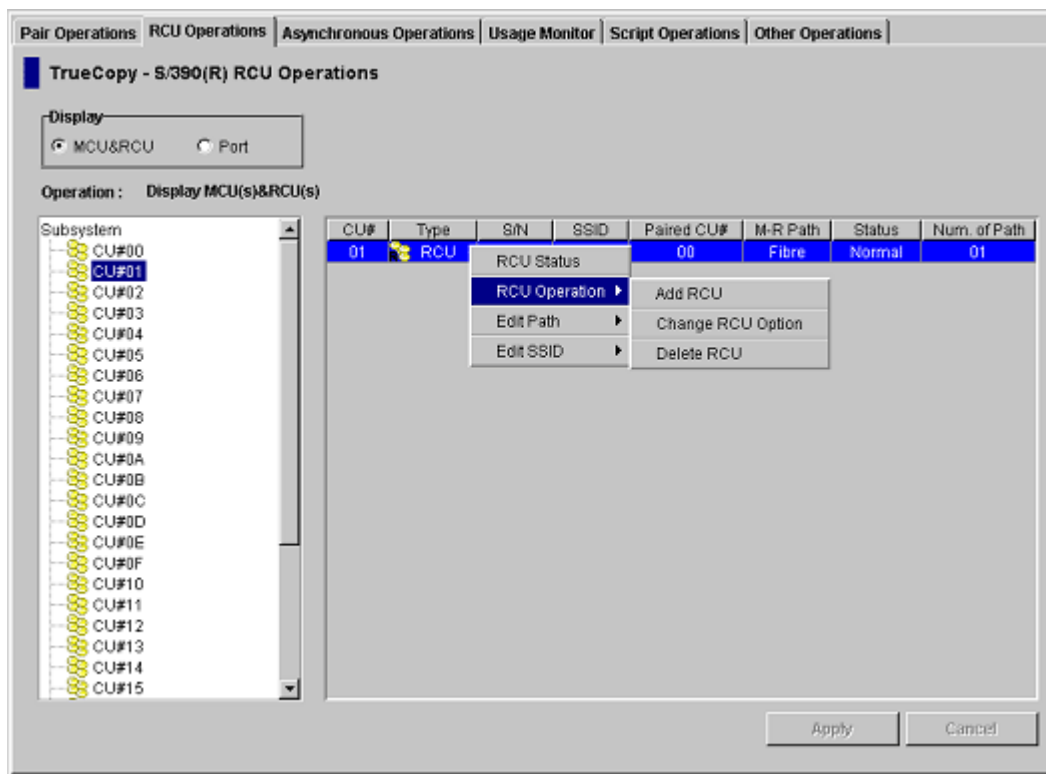 Pair Operations RCU Operations Asynchronous Operations Usage Monitor Script Operations Other Operations
TrueCopy - S/390(R) RCU Operations
Display
MCU&RCU Port
Operation : Display MCU(s)&RCU(s)
Subsystem
CU#00
CU#01
CU#02
CU#03
CU#04
CU#05
CU#06
CU#07
CU#08
CU#09
CU#0A
CU#0B
CU#0C
CU#0D
CU#0E
CU#0F
CU#10
CU#11
CU#12
CU#13
CU#14
CU#15
CU# Type S/N SSID Paired CU# M-R Path Status Num. of Path
01 RCU 00 Fibre Normal 01
RCU Status
RCU Operation
Edit Path
Edit SSID
Add RCU
Change RCU Option
Delete RCU
Apply Cancel